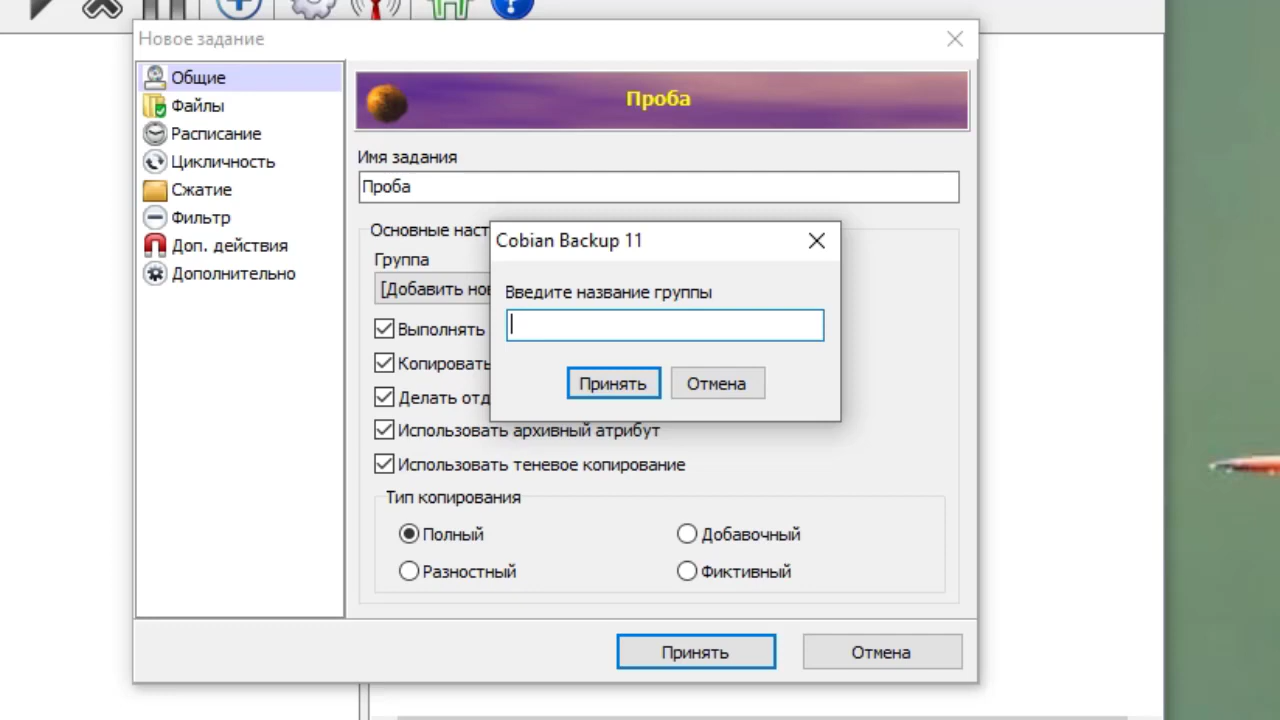 Новое задание
Общие
Файлы
Расписание
Цикличность
Сжатие
Фильтр
Доп. действия
Дополнительно
Проба
Имя задания
Проба
Основные наст
Группа
[Добавить нов
Выполнять
Копировать
Делать отд
Использовать архивный атрибут
Использовать теневое копирование
Тип копирования
Полный
Добавочный
Разностный
Фиктивный
Принять
Отмена
Cobian Backup 11
Введите название группы
Принять
Отмена